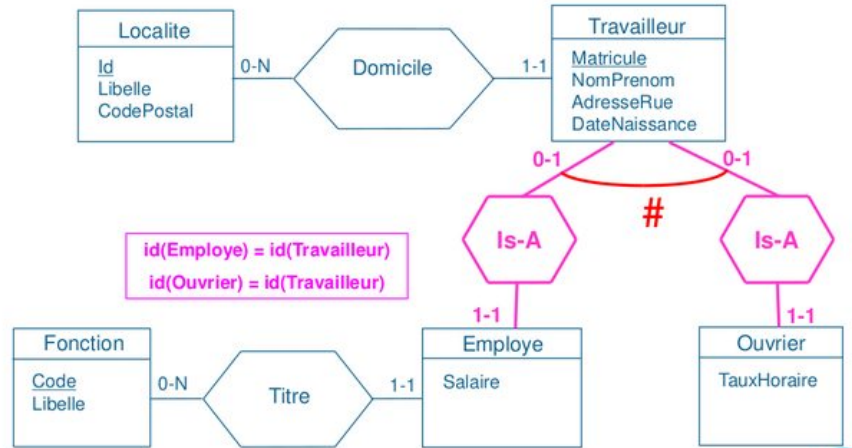 Localite
Id
Libelle
CodePostal
0-N
Domicile
1-1
Travailleur
Matricule
NomPrenom
AdresseRue
DateNaissance
0-1
0-1
#
Is-A
Is-A
id(Employe) = id(Travailleur)
id(Ouvrier) = id(Travailleur)
1-1
1-1
Fonction
Code
Libelle
0-N
Titre
1-1
Employe
Salaire
Ouvrier
TauxHoraire